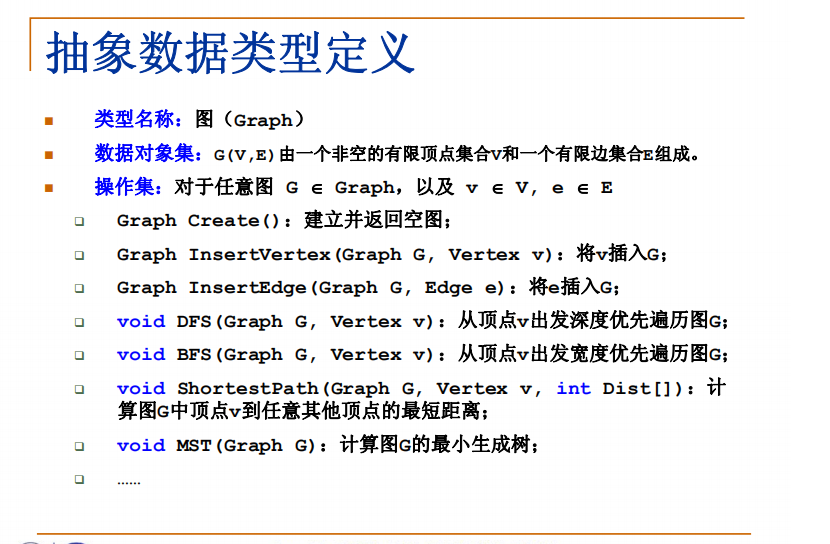 抽象数据类型定义
类型名称：图（Graph）
数据对象集：G(V,E)由一个非空的有限顶点集合V和一个有限边集合E组成。
操作集：对于任意图 G ∈ Graph，以及 v ∈ V, e ∈ E
Graph Create()：建立并返回空图；
Graph InsertVertex(Graph G, Vertex v)：将v插入G；
Graph InsertEdge(Graph G, Edge e)：将e插入G；
void DFS(Graph G, Vertex v)：从顶点v出发深度优先遍历图G；
void BFS(Graph G, Vertex v)：从顶点v出发宽度优先遍历图G；
void ShortestPath(Graph G, Vertex v, int Dist[])：计
算图G中顶点v到任意其他顶点的最短距离；
void MST(Graph G)：计算图G的最小生成树；
……